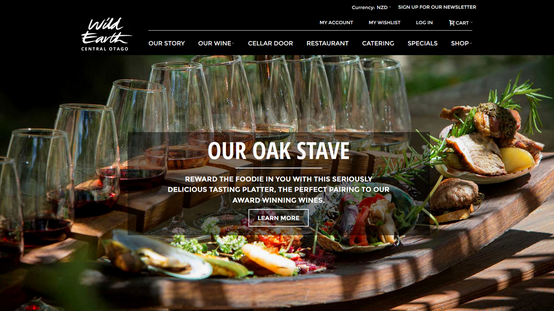 Currency: NZD
SIGN UP FOR OUR NEWSLETTER
Wild Earth
CENTRAL OTAGO
MY ACCOUNT
MY WISHLIST
LOG IN
CART
OUR STORY
OUR WINE
CELLAR DOOR
RESTAURANT
CATERING
SPECIALS
SHOP
OUR OAK STAVE
REWARD THE FOODIE IN YOU WITH THIS SERIOUSLY
DELICIOUS TASTING PLATTER, THE PERFECT PAIRING TO OUR
AWARD WINNING WINES.
LEARN MORE